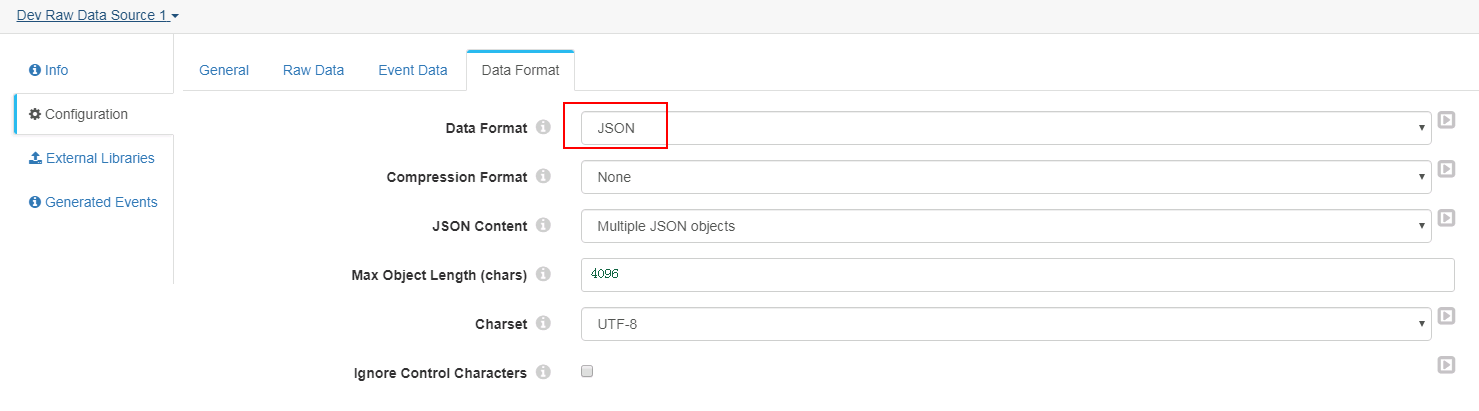 Dev Raw Data Source 1
Info
Configuration
External Libraries
Generated Events
General Raw Data Event Data Data Format
Data Format JSON
Compression Format None
JSON Content Multiple JSON objects
Max Object Length (chars) 4096
Charset UTF-8
Ignore Control Characters